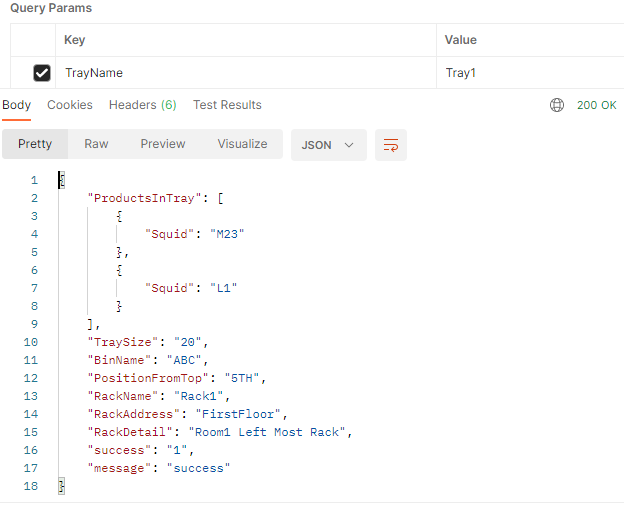 Query Params
Key Value
TrayName Tray1
Body Cookies Headers (6) Test Results 200 OK
Pretty Raw Preview Visualize JSON
1 {
2 "ProductsInTray": [
3 {
4 "Squid": "M23"
5 },
6 {
7 "Squid": "L1"
8 }
9 ],
10 "TraySize": "20",
11 "BinName": "ABC",
12 "PositionFromTop": "5TH",
13 "RackName": "Rack1",
14 "RackAddress": "FirstFloor",
15 "RackDetail": "Room1 Left Most Rack",
16 "success": "1",
17 "message": "success"
18 }